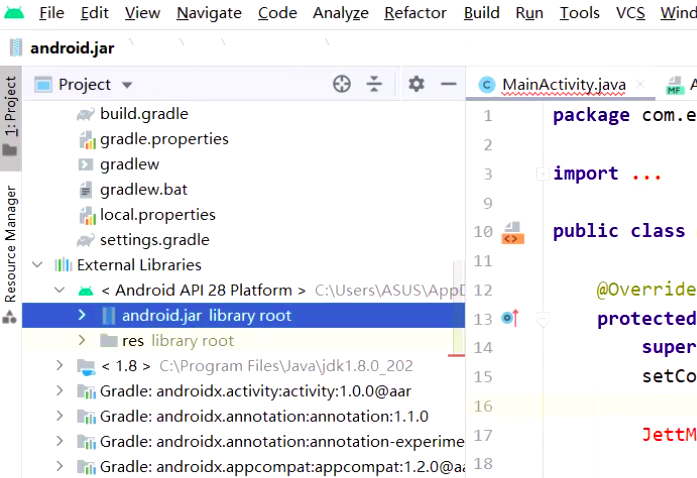 File Edit View Navigate Code Analyze Refactor Build Run Tools VCS Wind
android.jar
1: Project
Resource Manager
Project
build.gradle
gradle.properties
gradlew
gradlew.bat
local.properties
settings.gradle
External Libraries
< Android API 28 Platform > C:\Users\ASUS\AppD
android.jar library root
res library root
< 1.8 > C:\Program Files\Java\jdk1.8.0_202
Gradle: androidx.activity:activity:1.0.0@aar
Gradle: androidx.annotation:annotation:1.1.0
Gradle: androidx.annotation:annotation-experime
Gradle: androidx.appcompat:appcompat:1.2.0@aa
MainActivity.java
1 package com.e
2
3 import ...
9
10 public class
11
12 @Override
13 protected
14 super
15 setCo
16
17 JettM
18